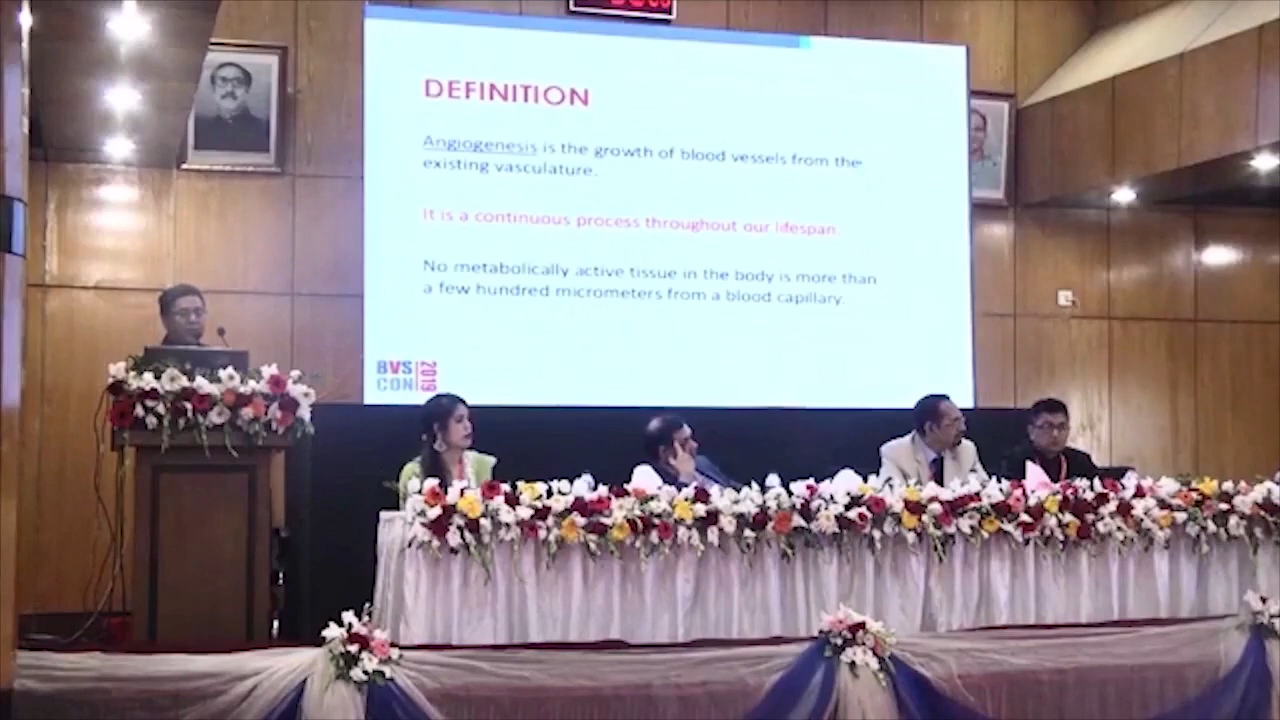 DEFINITION
Angiogenesis is the growth of blood vessels from the
existing vasculature.
It is a continuous process throughout our lifespan.
No metabolically active tissue in the body is more than
a few hundred micrometers from a blood capillary.
BVS
CON
2019